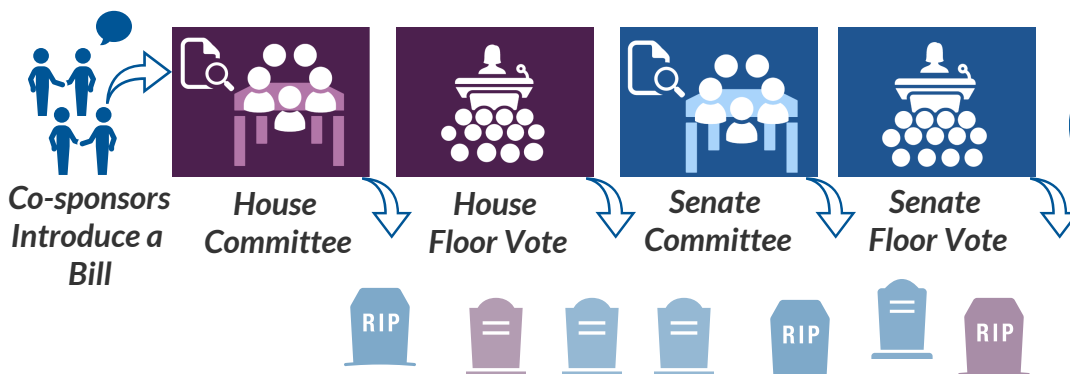 Co-sponsors
Introduce a
Bill
House
Committee
House
Floor Vote
Senate
Committee
Senate
Floor Vote
RIP
RIP
RIP